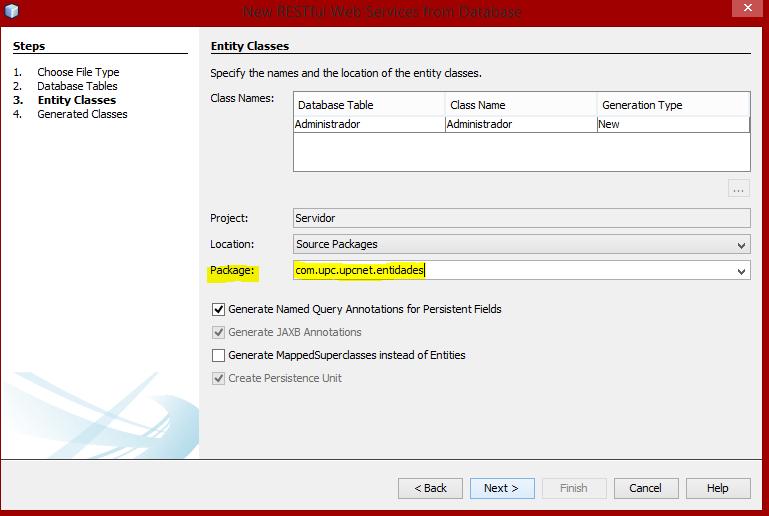 New RESTful Web Services from Database
Steps
1. Choose File Type
2. Database Tables
3. Entity Classes
4. Generated Classes
Entity Classes
Specify the names and the location of the entity classes.
Class Names:
Database Table Class Name Generation Type
Administrador Administrador New
...
Project: Servidor
Location: Source Packages
Package: com.upc.upcnet.entidades
Generate Named Query Annotations for Persistent Fields
Generate JAXB Annotations
Generate MappedSuperclasses instead of Entities
Create Persistence Unit
< Back Next > Finish Cancel Help